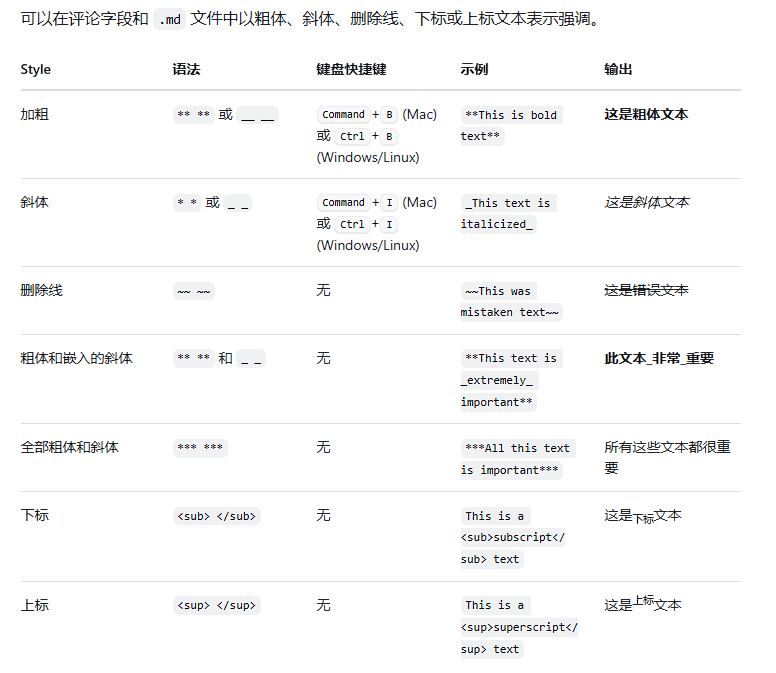 可以在评论字段和 .md 文件中以粗体、斜体、删除线、下标或上标文本表示强调。
Style 语法 键盘快捷键 示例 输出
加粗 ** ** 或 __ __ Command + B (Mac) **This is bold 这是粗体文本
或 Ctrl + B text**
(Windows/Linux)
斜体 * * 或 _ _ Command + I (Mac) _This text is 这是斜体文本
或 Ctrl + I italicized_
(Windows/Linux)
删除线 ~~ ~~ 无 ~~This was 这是错误文本
mistaken text~~
粗体和嵌入的斜体 ** ** 和 _ _ 无 **This text is 此文本_非常_重要
_extremely_
important**
全部粗体和斜体 *** *** 无 ***All this text 所有这些文本都很重
is important*** 要
下标 <sub> </sub> 无 This is a 这是下标文本
<sub>subscript</
sub> text
上标 <sup> </sup> 无 This is a 这是上标文本
<sup>superscript</
sup> text